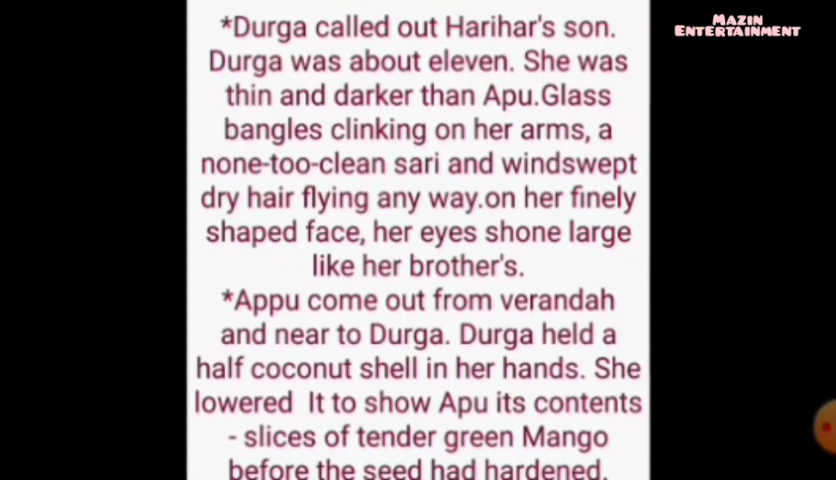 MAZIN
ENTERTAINMENT
*Durga called out Harihar's son.
Durga was about eleven. She was
thin and darker than Apu.Glass
bangles clinking on her arms, a
none-too-clean sari and windswept
dry hair flying any way.on her finely
shaped face, her eyes shone large
like her brother's.
*Appu come out from verandah
and near to Durga. Durga held a
half coconut shell in her hands. She
lowered It to show Apu its contents
- slices of tender green Mango
before the seed had hardened.